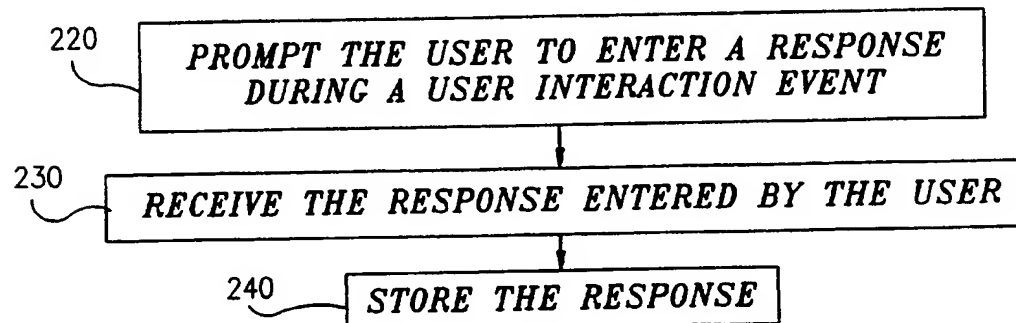 220
PROMPT THE USER TO ENTER A RESPONSE
DURING A USER INTERACTION EVENT
230
RECEIVE THE RESPONSE ENTERED BY THE USER
240
STORE THE RESPONSE